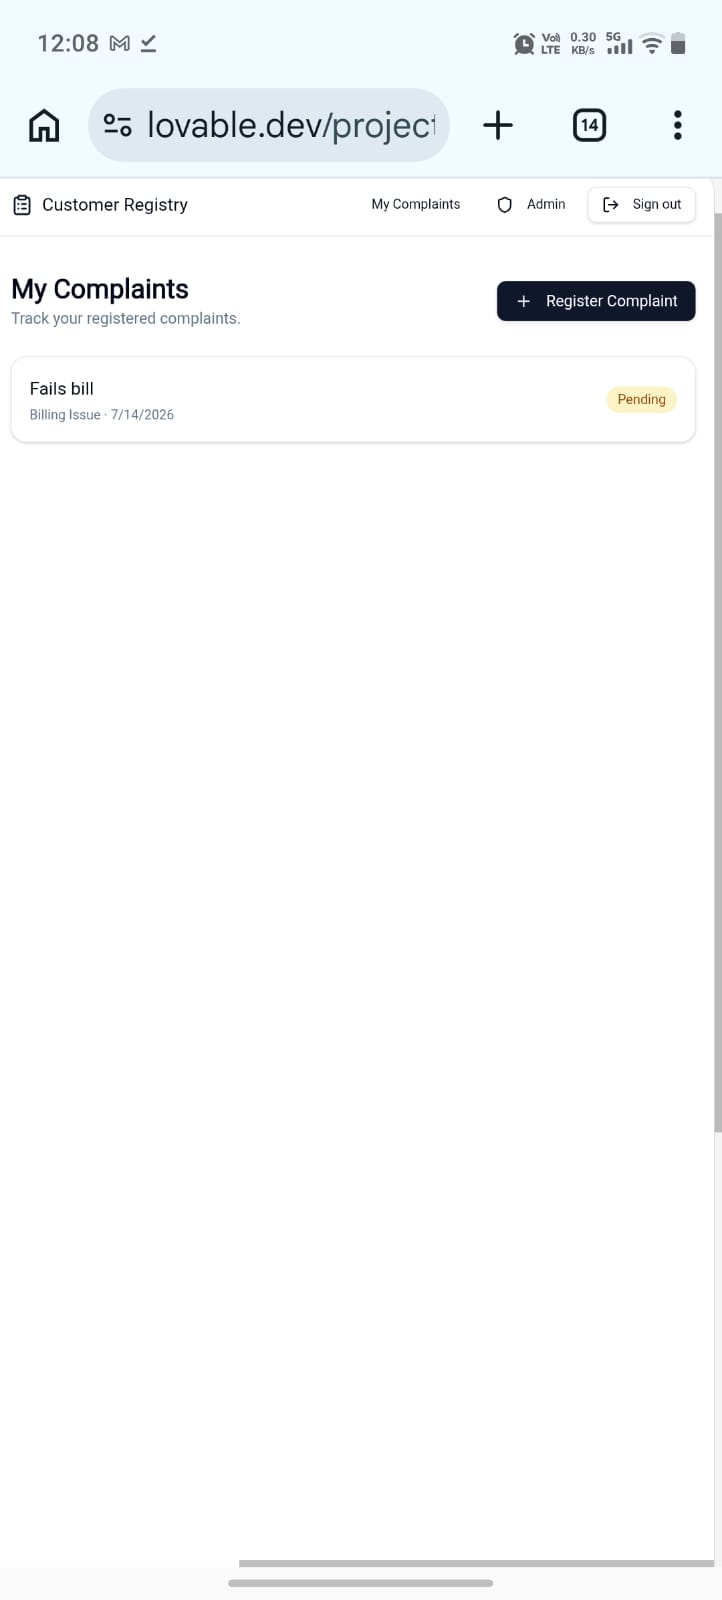 12:08
Vo) LTE 0.30 KB/s 5G
lovable.dev/project
14
Customer Registry My Complaints Admin Sign out
My Complaints
Track your registered complaints.
+ Register Complaint
Fails bill
Billing Issue · 7/14/2026
Pending